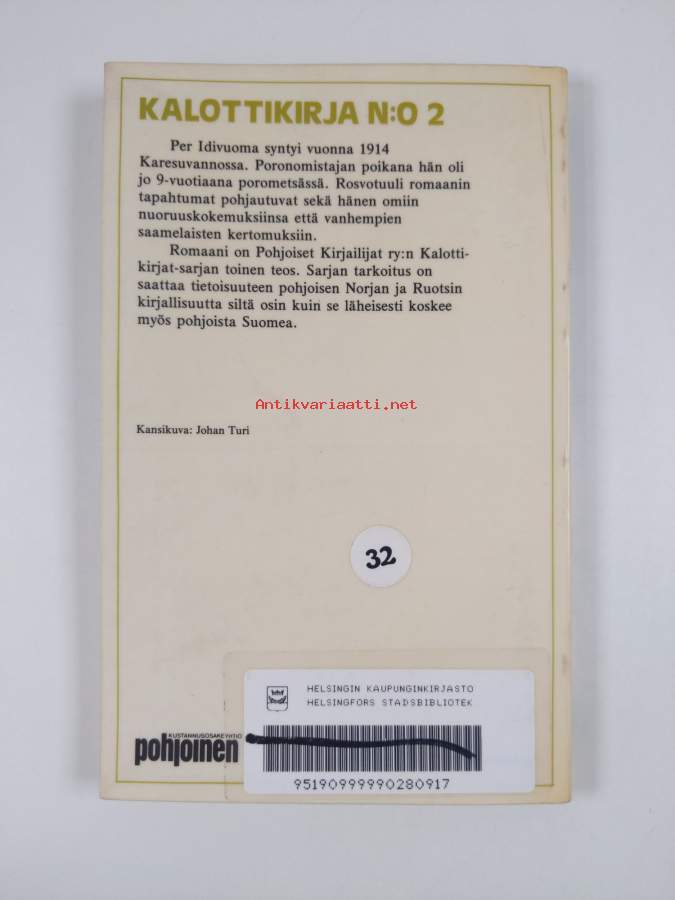 KALOTTIKIRJA N:O 2
Per Idivuoma syntyi vuonna 1914
Karesuvannossa. Poronomistajan poikana hän oli
jo 9-vuotiaana porometsässä. Rosvotuuli romaanin
tapahtumat pohjautuvat sekä hänen omiin
nuoruuskokemuksiinsa että vanhempien
saamelaisten kertomuksiin.
Romaani on Pohjoiset Kirjailijat ry:n Kalotti-
kirjat-sarjan toinen teos. Sarjan tarkoitus on
saattaa tietoisuuteen pohjoisen Norjan ja Ruotsin
kirjallisuutta siltä osin kuin se läheisesti koskee
myös pohjoista Suomea.
Antikvariaatti.net
Kansikuva: Johan Turi
32
HELSINGIN KAUPUNGINKIRJASTO
HELSINGFORS STADSBIBLIOTEK
KUSTANNUSOSAKEYHTIÖ
pohjoinen
95190999990280917